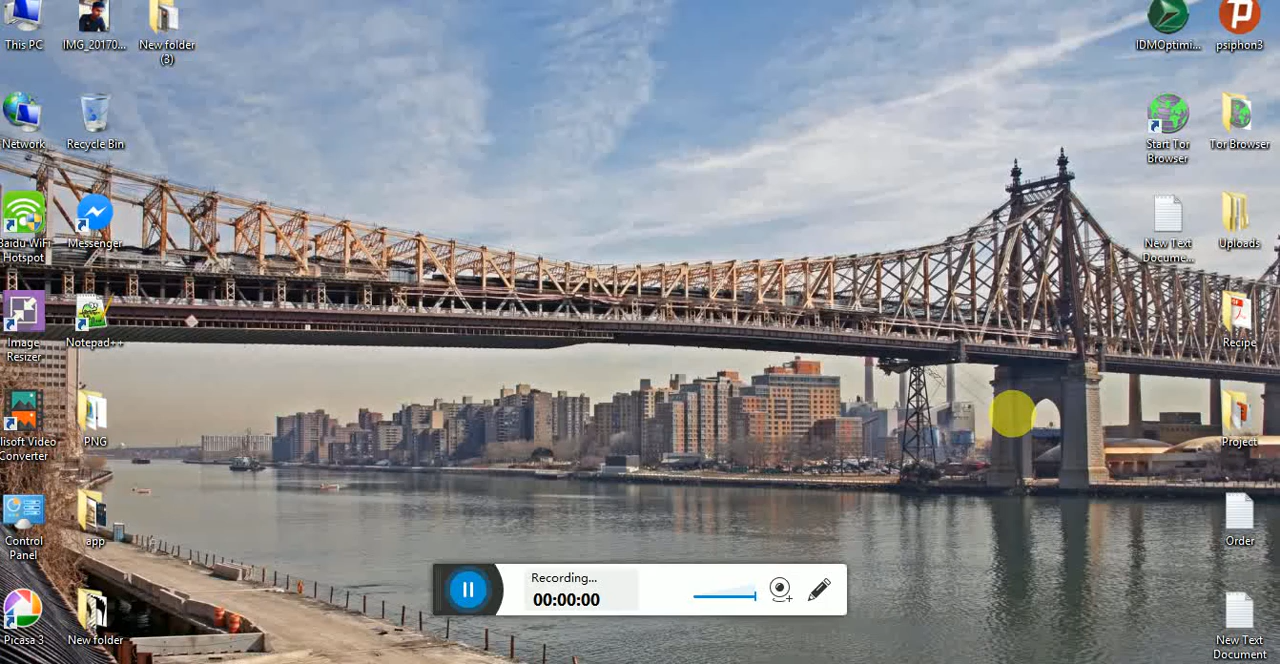 This PC
IMG_20170...
New folder
(3)
IDMOptimi...
psiphon3
Network
Recycle Bin
Start Tor
Browser
Tor Browser
Baidu WiFi
Hotspot
Messenger
New Text
Docume...
Uploads
Image
Resizer
Notepad++
Recipe
ilisoft Video
Converter
PNG
Project
Control
Panel
app
Order
Recording...
00:00:00
Picasa 3
New folder
New Text
Document